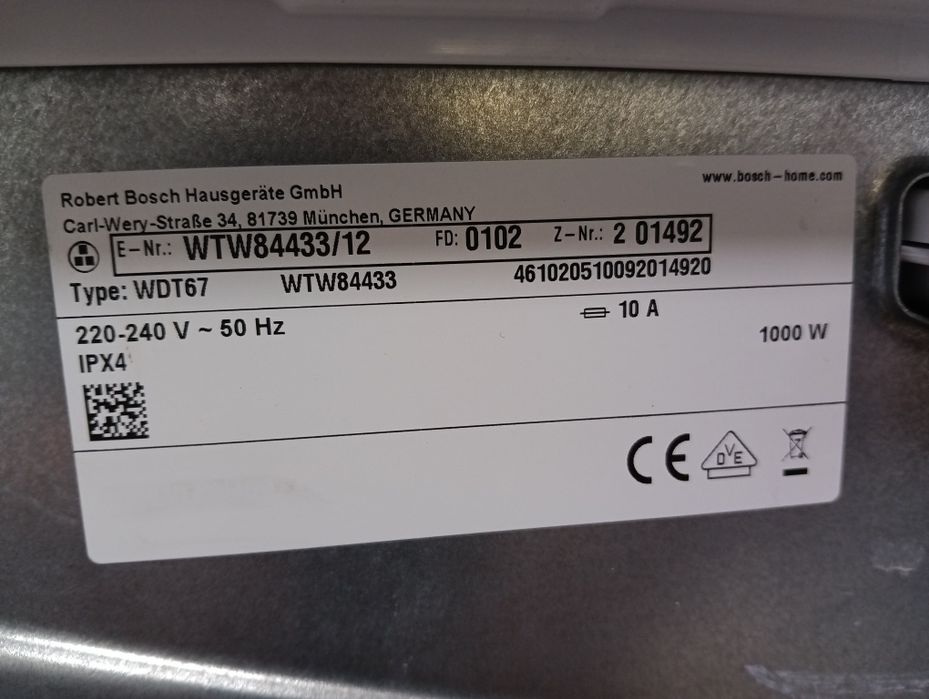 www.bosch-home.com
Robert Bosch Hausgeräte GmbH
Carl-Wery-Straße 34, 81739 München, GERMANY
E-Nr.: WTW84433/12 FD: 0102 Z-Nr.: 2 01492
Type: WDT67 WTW84433 461020510092014920
220-240 V ~ 50 Hz 10 A
IPX4 1000 W
CE DVE